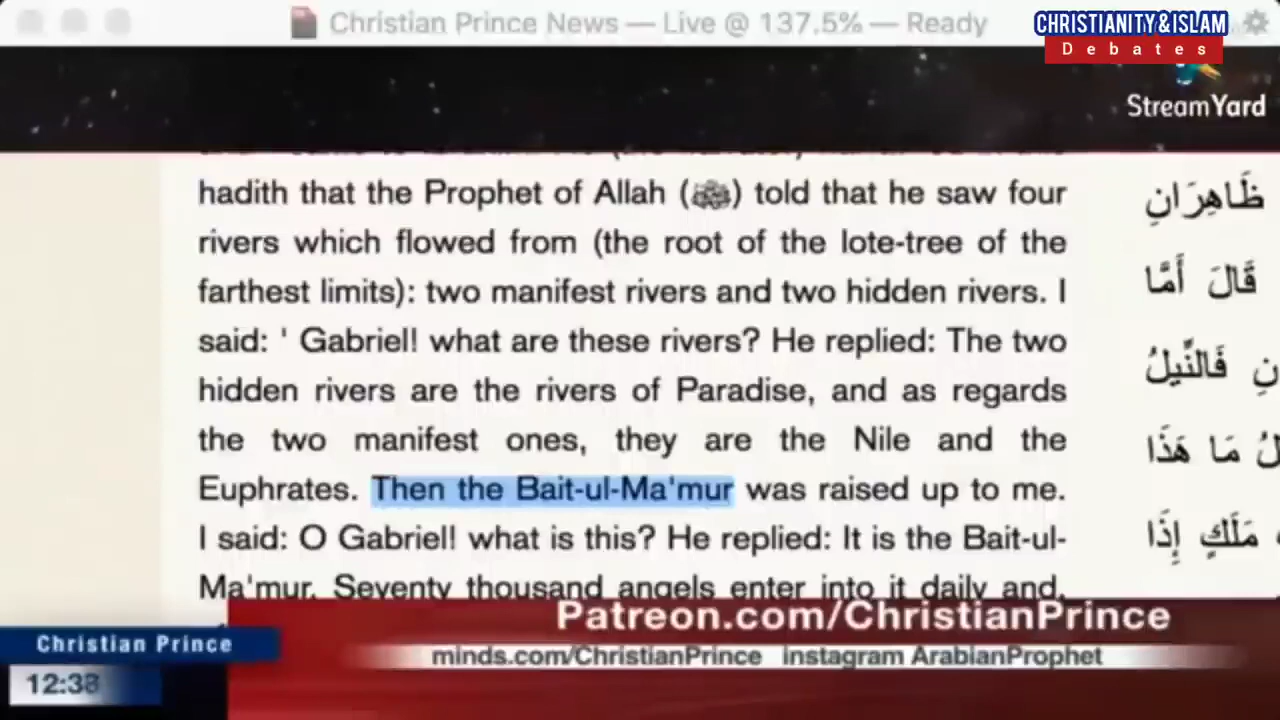 Christian Prince News — Live @ 137.5% — Ready
CHRISTIANITY & ISLAM
Debates
StreamYard
hadith that the Prophet of Allah (ﷺ) told that he saw four
rivers which flowed from (the root of the lote-tree of the
farthest limits): two manifest rivers and two hidden rivers. I
said: ' Gabriel! what are these rivers? He replied: The two
hidden rivers are the rivers of Paradise, and as regards
the two manifest ones, they are the Nile and the
Euphrates. Then the Bait-ul-Ma'mur was raised up to me.
I said: O Gabriel! what is this? He replied: It is the Bait-ul-
Ma'mur. Seventy thousand angels enter into it daily and,
ظَاهِرَانِ
قَالَ أَمَّا
نِ فَالنِّيلُ
مَا هَذَا
مَلَكٍ إِذَا
Patreon.com/ChristianPrince
Christian Prince
minds.com/ChristianPrince instagram ArabianProphet
12:38